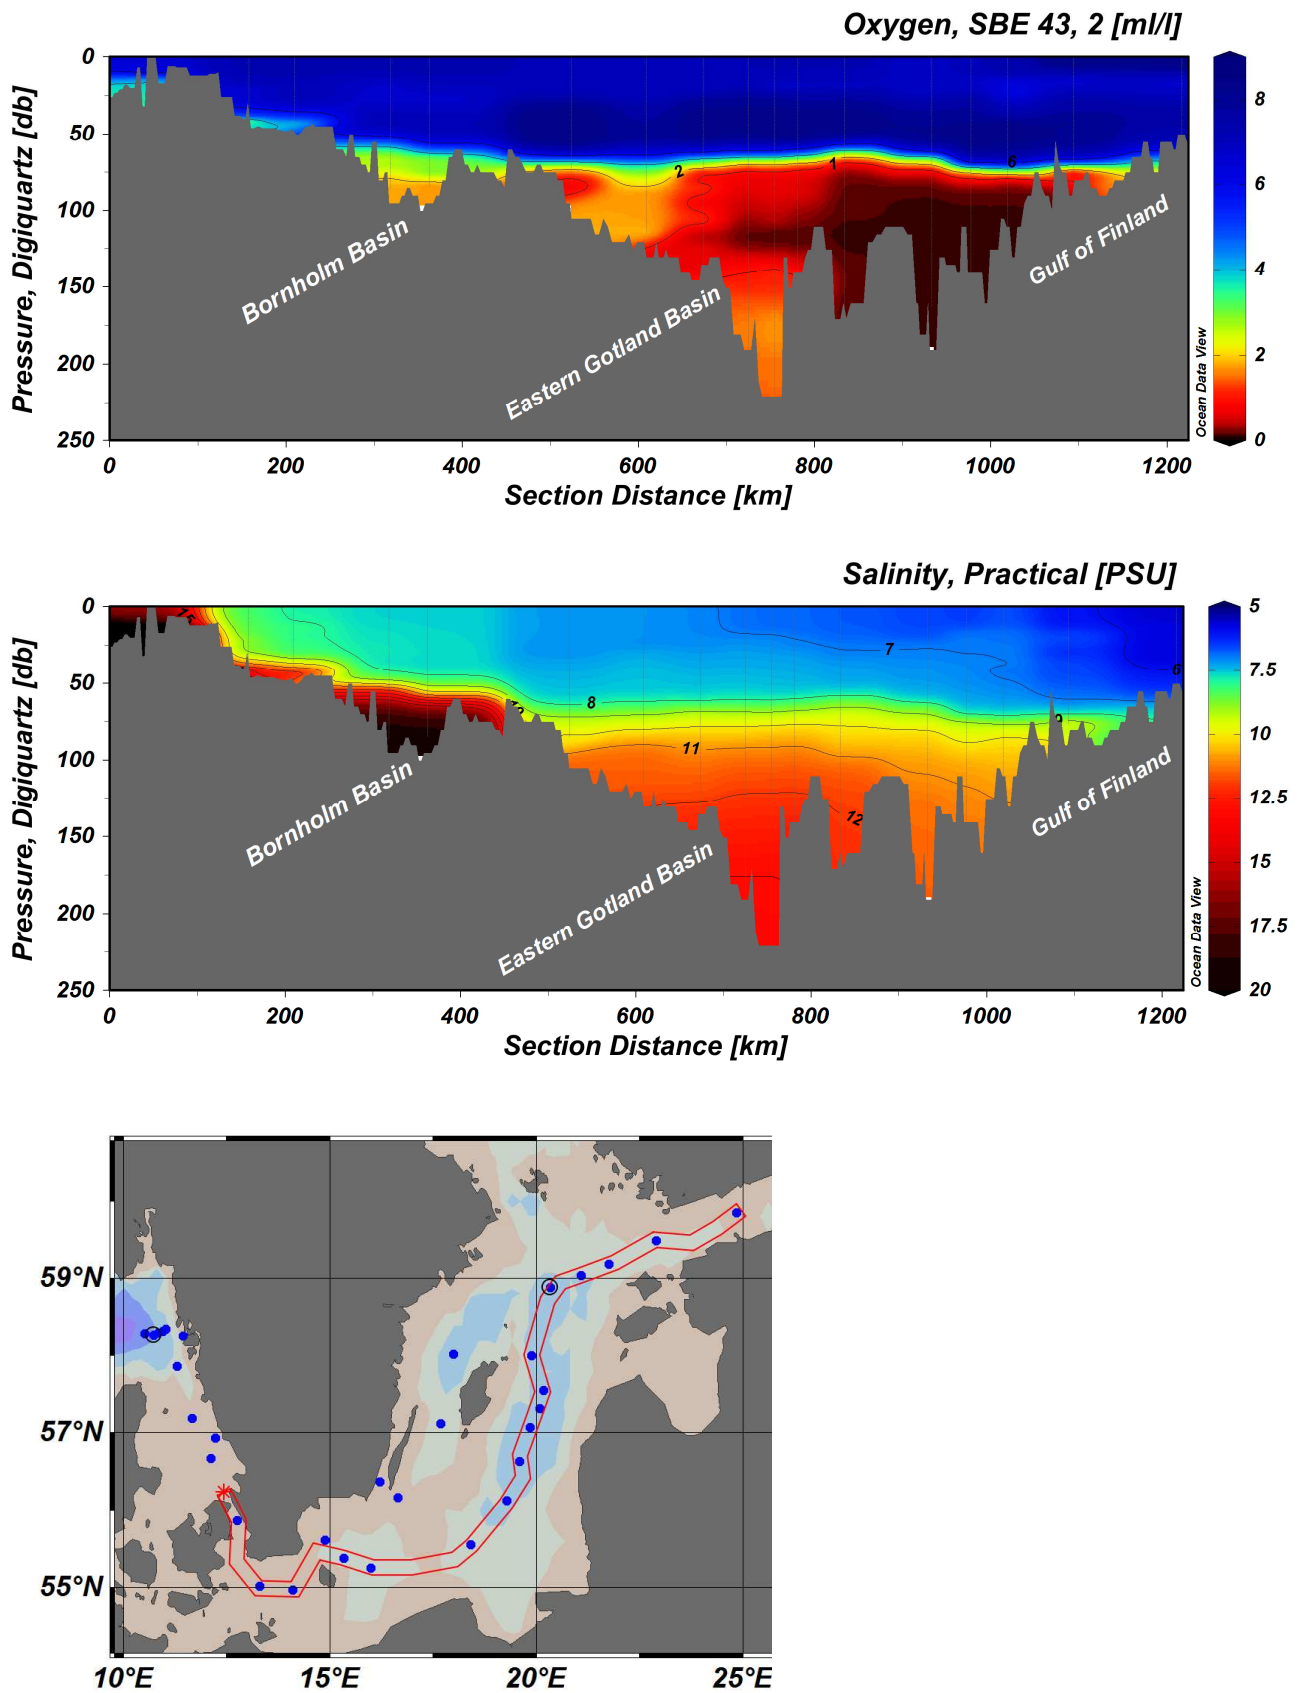 Oxygen, SBE 43, 2 [ml/l]
Pressure, Digiquartz [db]
0
50
100
150
200
250
0
200
400
600
800
1000
1200
Section Distance [km]
2
1
6
Bornholm Basin
Eastern Gotland Basin
Gulf of Finland
Ocean Data View
8
6
4
2
0
Salinity, Practical [PSU]
Pressure, Digiquartz [db]
0
50
100
150
200
250
0
200
400
600
800
1000
1200
Section Distance [km]
7
6
8
9
11
12
Bornholm Basin
Eastern Gotland Basin
Gulf of Finland
Ocean Data View
5
7.5
10
12.5
15
17.5
20
59°N
57°N
55°N
10°E
15°E
20°E
25°E